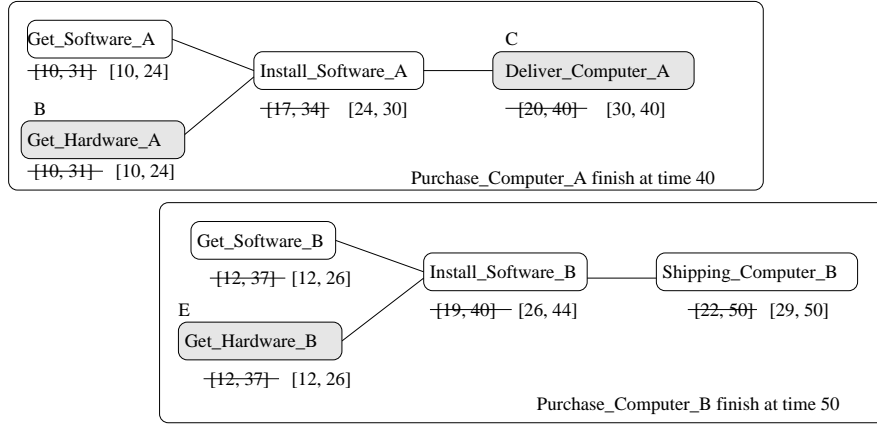 Get_Software_A
[10, 31] [10, 24]
C
Install_Software_A
Deliver_Computer_A
[17, 34] [24, 30]
[20, 40] [30, 40]
B
Get_Hardware_A
[10, 31] [10, 24]
Purchase_Computer_A finish at time 40
Get_Software_B
[12, 37] [12, 26]
Install_Software_B
Shipping_Computer_B
[19, 40] [26, 44]
[22, 50] [29, 50]
E
Get_Hardware_B
[12, 37] [12, 26]
Purchase_Computer_B finish at time 50